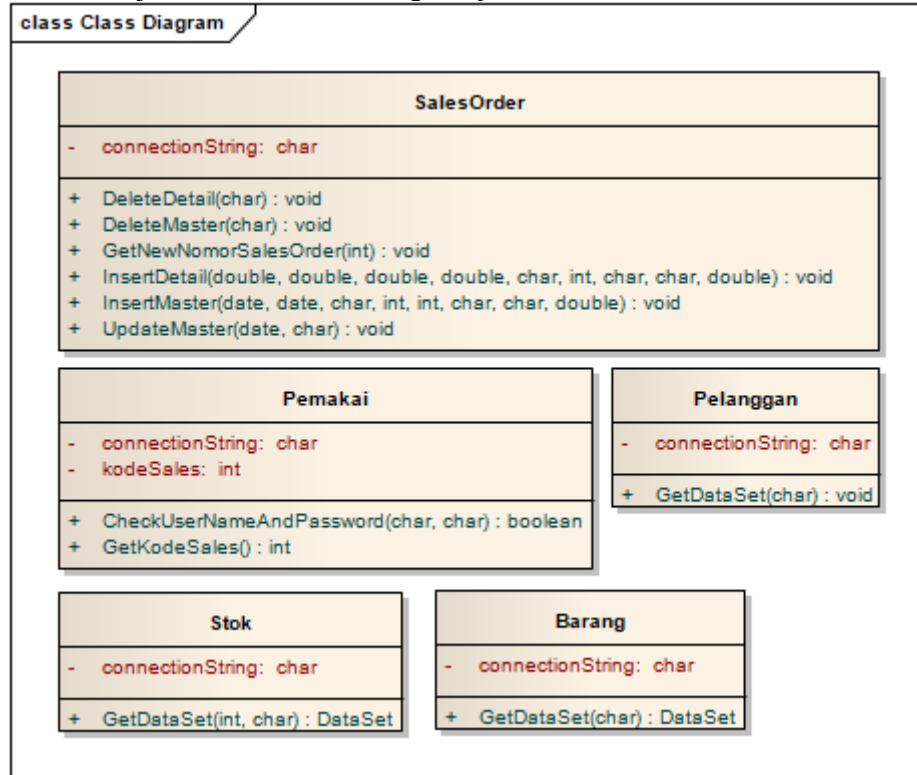 class Class Diagram
SalesOrder
- connectionString: char
+ DeleteDetail(char) : void
+ DeleteMaster(char) : void
+ GetNewNomorSalesOrder(int) : void
+ InsertDetail(double, double, double, double, char, int, char, char, double) : void
+ InsertMaster(date, date, char, int, int, char, char, double) : void
+ UpdateMaster(date, char) : void
Pemakai
- connectionString: char
- kodeSales: int
+ CheckUserNameAndPassword(char, char) : boolean
+ GetKodeSales() : int
Pelanggan
- connectionString: char
+ GetDataSet(char) : void
Stok
- connectionString: char
+ GetDataSet(int, char) : DataSet
Barang
- connectionString: char
+ GetDataSet(char) : DataSet